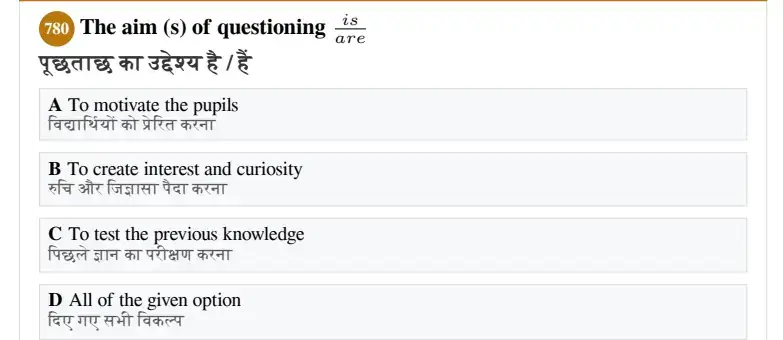 780 The aim (s) of questioning is/are
पूछताछ का उद्देश्य है / हैं
A To motivate the pupils
विद्यार्थियों को प्रेरित करना
B To create interest and curiosity
रुचि और जिज्ञासा पैदा करना
C To test the previous knowledge
पिछले ज्ञान का परीक्षण करना
D All of the given option
दिए गए सभी विकल्प